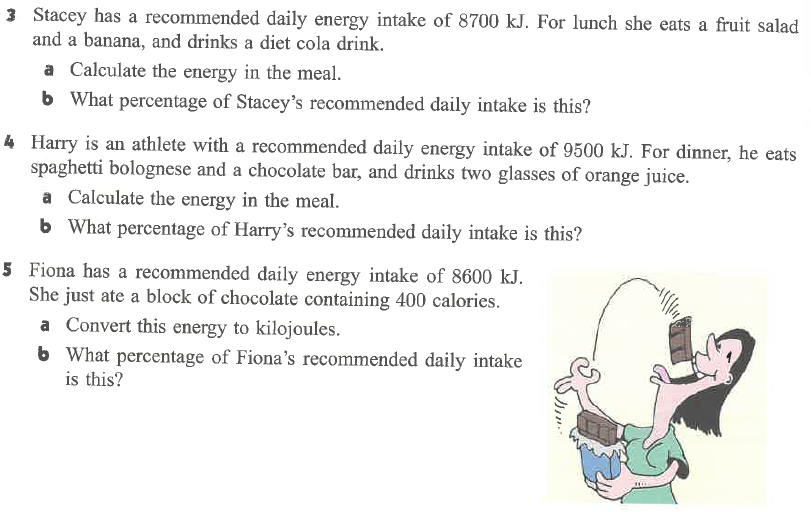 3 Stacey has a recommended daily energy intake of 8700 kJ. For lunch she eats a fruit salad
and a banana, and drinks a diet cola drink.
a Calculate the energy in the meal.
b What percentage of Stacey's recommended daily intake is this?
4 Harry is an athlete with a recommended daily energy intake of 9500 kJ. For dinner, he eats
spaghetti bolognese and a chocolate bar, and drinks two glasses of orange juice.
a Calculate the energy in the meal.
b What percentage of Harry's recommended daily intake is this?
5 Fiona has a recommended daily energy intake of 8600 kJ.
She just ate a block of chocolate containing 400 calories.
a Convert this energy to kilojoules.
b What percentage of Fiona's recommended daily intake
is this?